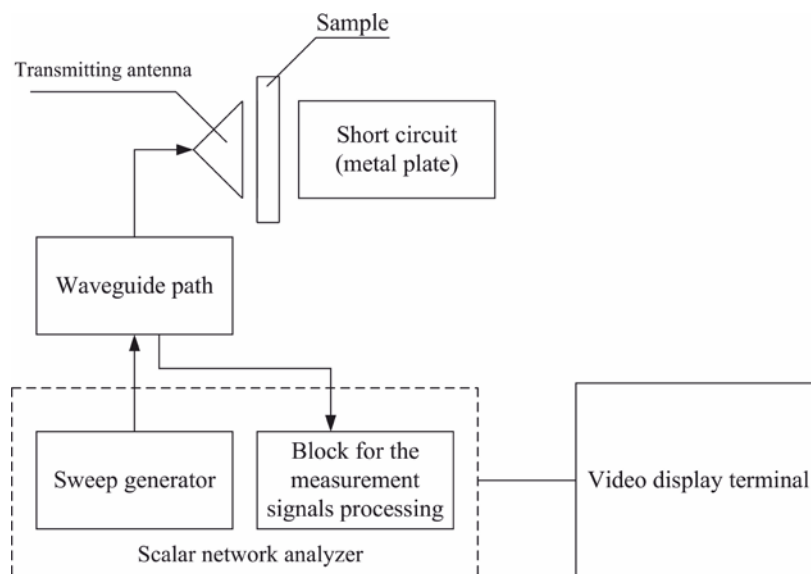 Sample
Transmitting antenna
Short circuit
(metal plate)
Waveguide path
Sweep generator
Block for the
measurement
signals processing
Video display terminal
Scalar network analyzer